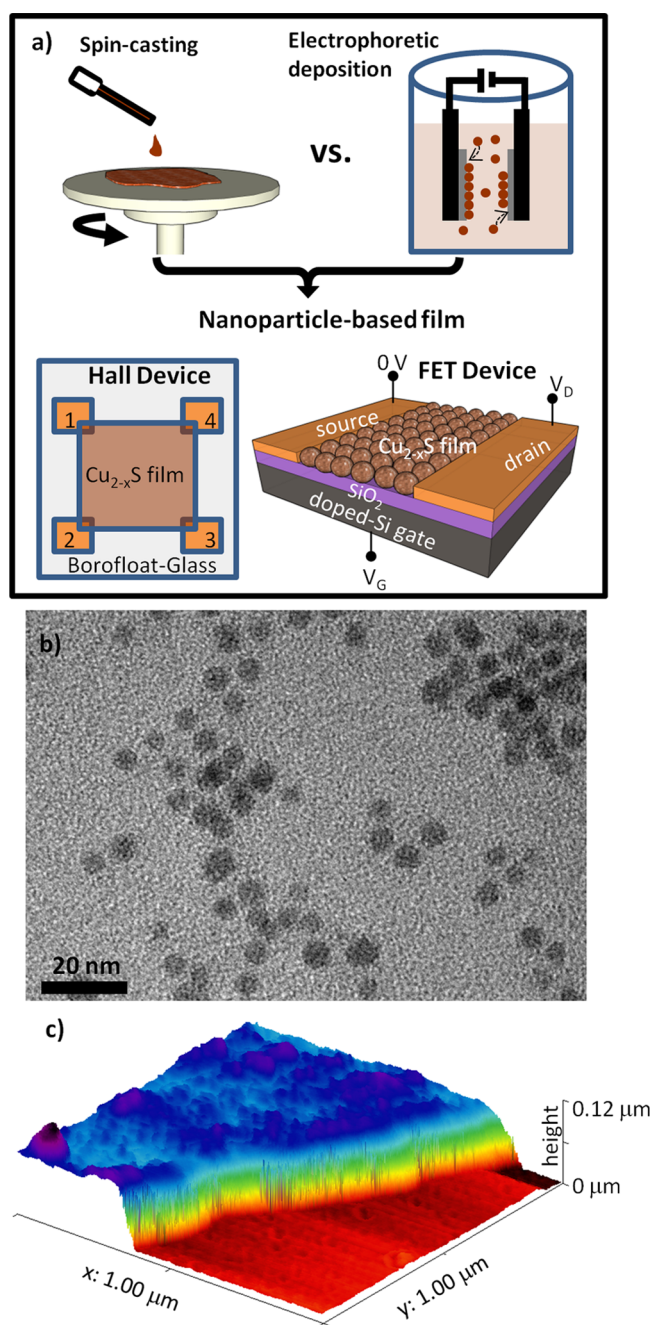 a)
Spin-casting
Electrophoretic
deposition
vs.
Nanoparticle-based film
Hall Device
1
4
Cu₂₋ₓS film
2
3
Borofloat-Glass
0 V
FET Device
V_D
source
Cu₂₋ₓS film
drain
SiO₂
doped-Si gate
V_G
b)
20 nm
c)
0.12 μm
height
0 μm
x: 1.00 μm
y: 1.00 μm